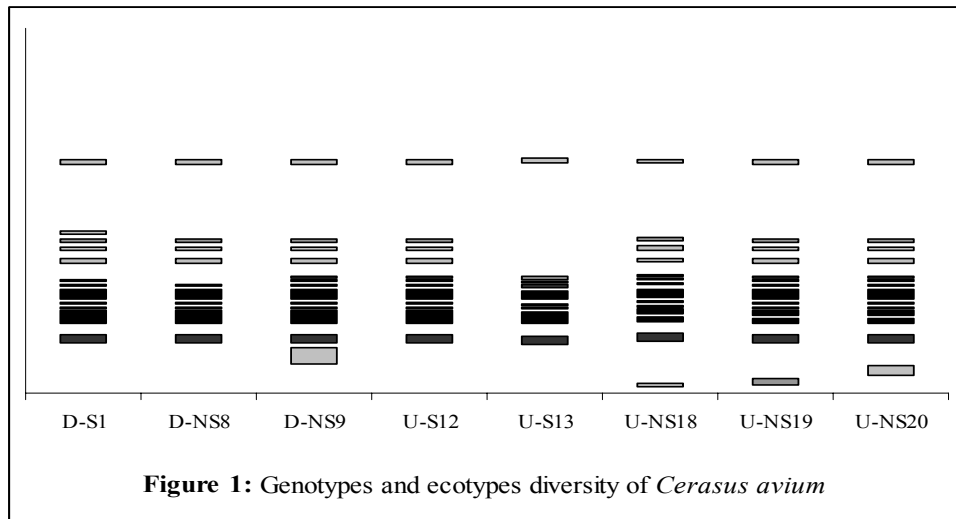 D-S1 D-NS8 D-NS9 U-S12 U-S13 U-NS18 U-NS19 U-NS20
Figure 1: Genotypes and ecotypes diversity of Cerasus avium